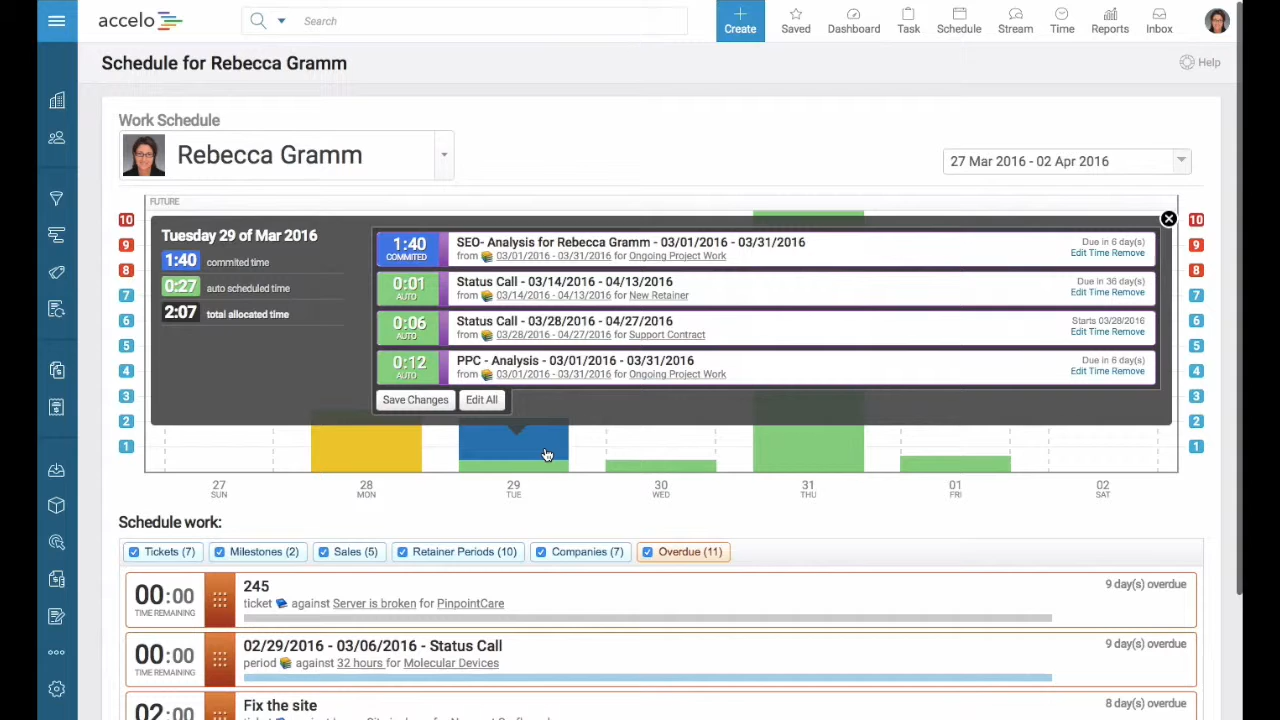 accelo
Search
Create
Saved
Dashboard
Task
Schedule
Stream
Time
Reports
Inbox
Schedule for Rebecca Gramm
Help
Work Schedule
Rebecca Gramm
27 Mar 2016 - 02 Apr 2016
FUTURE
10
9
8
7
6
5
4
3
2
1
Tuesday 29 of Mar 2016
1:40 commited time
0:27 auto scheduled time
2:07 total allocated time
1:40
COMMITED
SEO- Analysis for Rebecca Gramm - 03/01/2016 - 03/31/2016
from 03/01/2016 - 03/31/2016 for Ongoing Project Work
Due in 6 day(s)
Edit Time Remove
0:01
AUTO
Status Call - 03/14/2016 - 04/13/2016
from 03/14/2016 - 04/13/2016 for New Retainer
Due in 36 day(s)
Edit Time Remove
0:06
AUTO
Status Call - 03/28/2016 - 04/27/2016
from 03/28/2016 - 04/27/2016 for Support Contract
Starts 03/28/2016
Edit Time Remove
0:12
AUTO
PPC - Analysis - 03/01/2016 - 03/31/2016
from 03/01/2016 - 03/31/2016 for Ongoing Project Work
Due in 6 day(s)
Edit Time Remove
Save Changes
Edit All
10
9
8
7
6
5
4
3
2
1
27
SUN
28
MON
29
TUE
30
WED
31
THU
01
FRI
02
SAT
Schedule work:
Tickets (7)
Milestones (2)
Sales (5)
Retainer Periods (10)
Companies (7)
Overdue (11)
00:00
TIME REMAINING
245
ticket against Server is broken for PinpointCare
9 day(s) overdue
00:00
TIME REMAINING
02/29/2016 - 03/06/2016 - Status Call
period against 32 hours for Molecular Devices
9 day(s) overdue
02:00
Fix the site
8 day(s) overdue